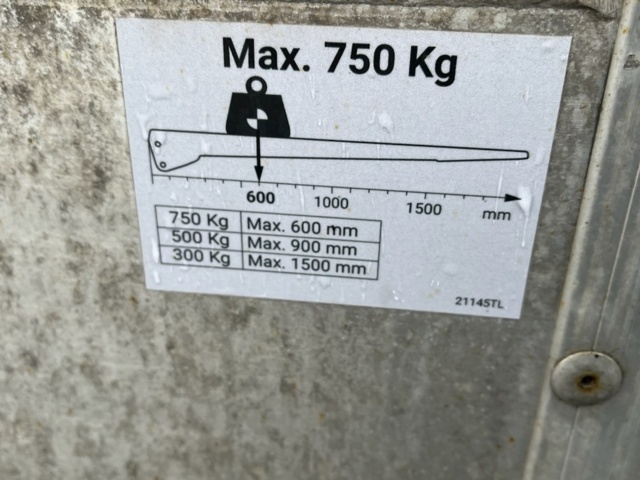 Max. 750 Kg
600 1000 1500 mm
750 Kg Max. 600 mm
500 Kg Max. 900 mm
300 Kg Max. 1500 mm
21145TL